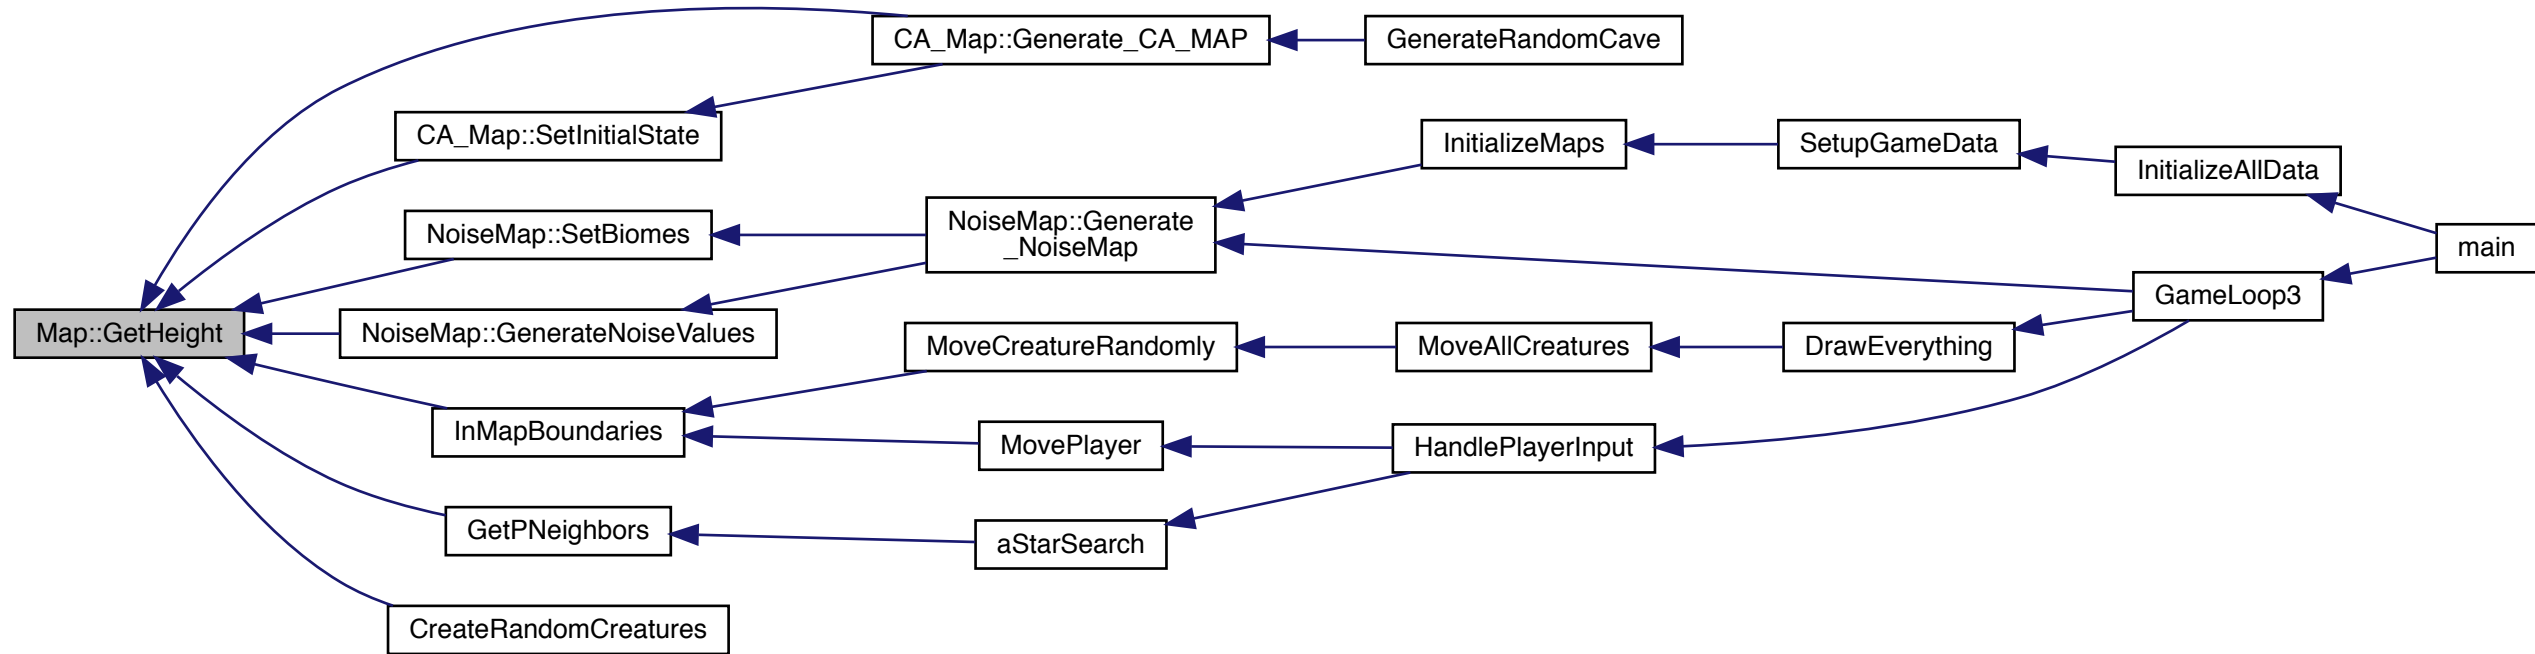 CA_Map::Generate_CA_MAP
GenerateRandomCave
CA_Map::SetInitialState
InitializeMaps
SetupGameData
InitializeAllData
NoiseMap::SetBiomes
NoiseMap::Generate
_NoiseMap
main
GameLoop3
Map::GetHeight
NoiseMap::GenerateNoiseValues
MoveCreatureRandomly
MoveAllCreatures
DrawEverything
InMapBoundaries
MovePlayer
HandlePlayerInput
GetPNeighbors
aStarSearch
CreateRandomCreatures